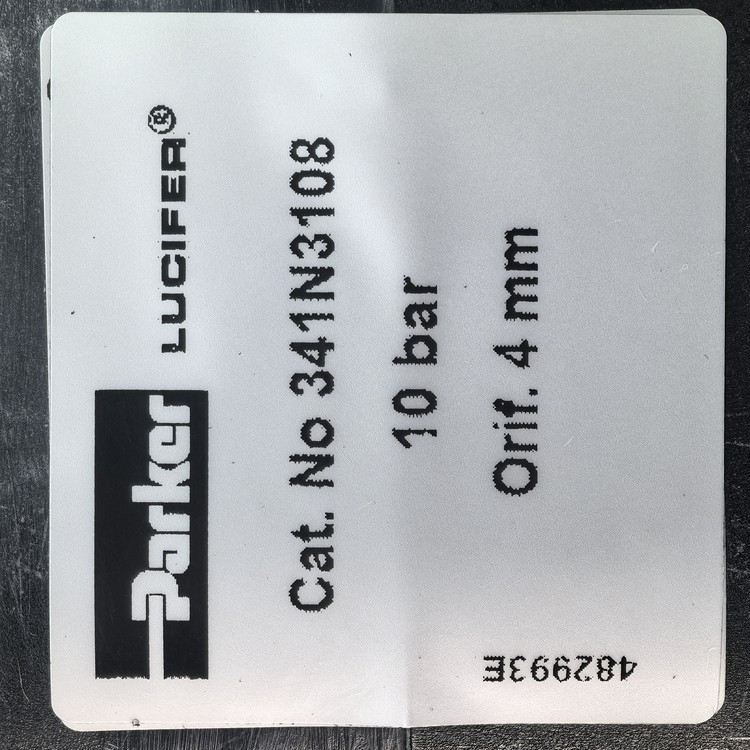 Parker LUCIFER®
Cat. No 341N3108
10 bar
Orif. 4 mm
482993E